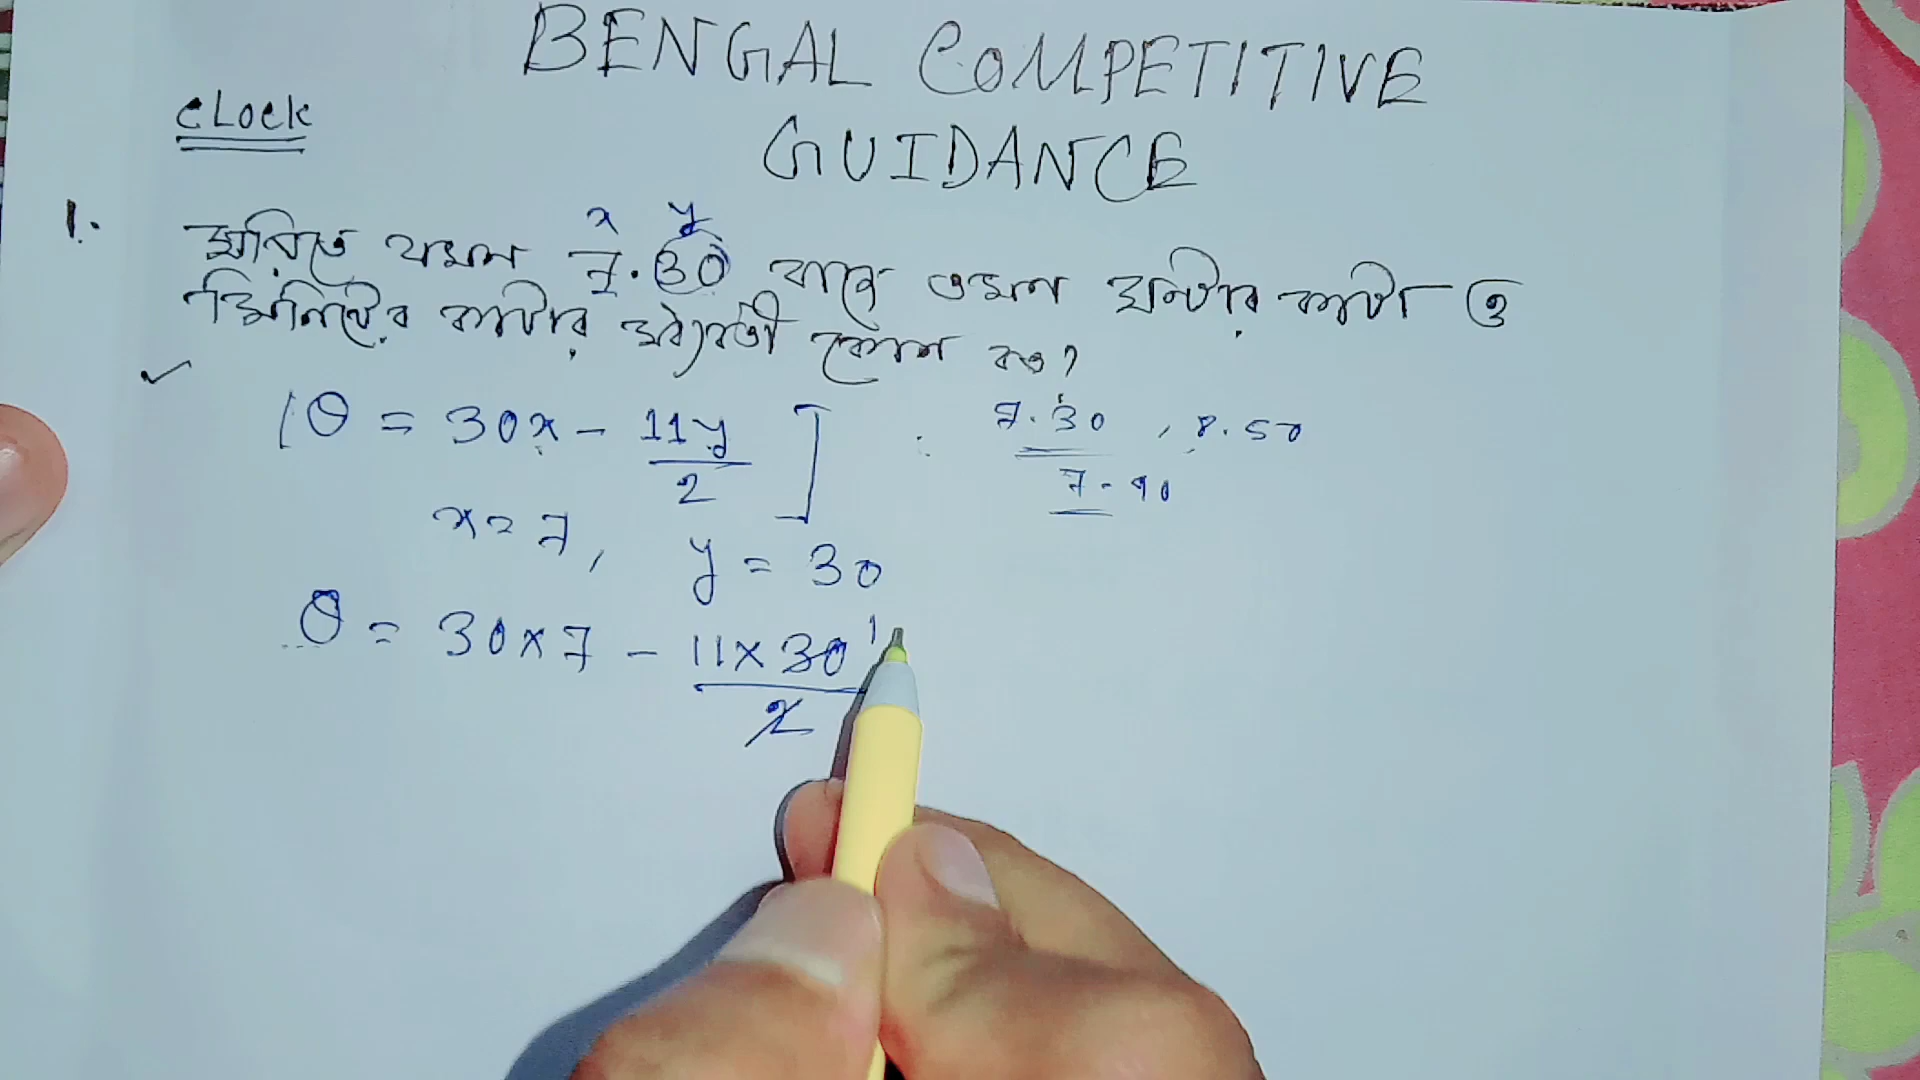 BENGAL COMPETITIVE
GUIDANCE
CLOCK
x y
1. ঘড়িতে যখন 7.30 বাজে তখন ঘন্টার কাটা ও
মিনিটের কাটার মধ্যবর্তী কোন কত?
θ = 30x - 11y
2
7.30 , 8.50
7-40
x = 7, y = 30
θ = 30×7 - 11×30
2